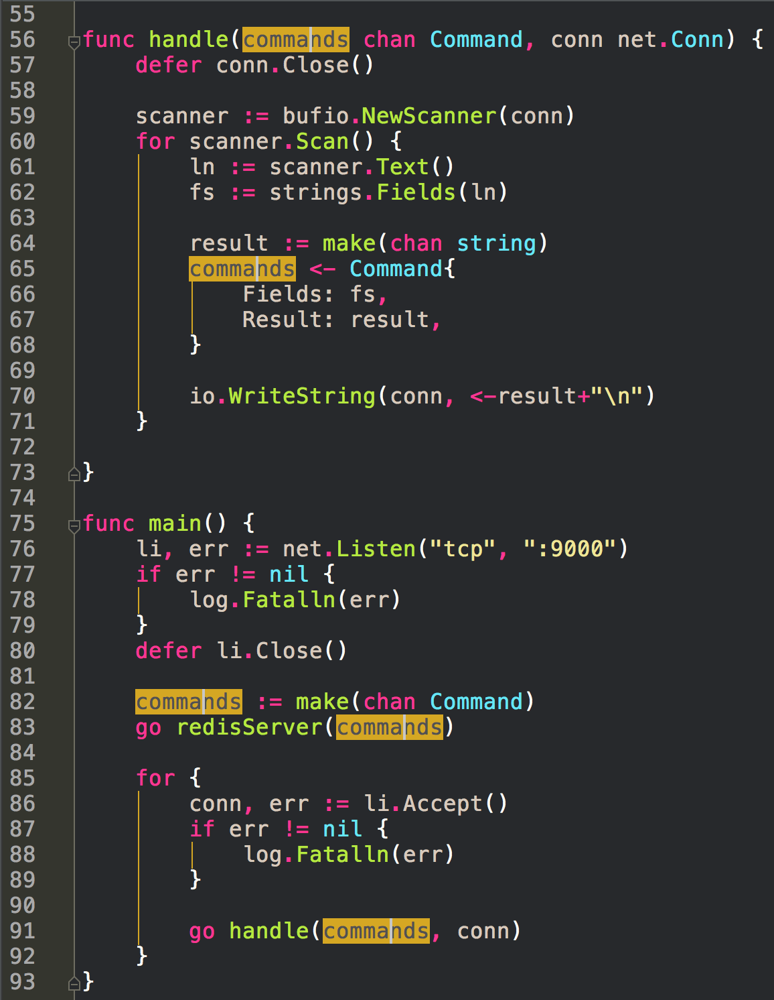 55
56 func handle(commands chan Command, conn net.Conn) {
57     defer conn.Close()
58
59     scanner := bufio.NewScanner(conn)
60     for scanner.Scan() {
61         ln := scanner.Text()
62         fs := strings.Fields(ln)
63
64         result := make(chan string)
65         commands <- Command{
66             Fields: fs,
67             Result: result,
68         }
69
70         io.WriteString(conn, <-result+"\n")
71     }
72
73 }
74
75 func main() {
76     li, err := net.Listen("tcp", ":9000")
77     if err != nil {
78         log.Fatalln(err)
79     }
80     defer li.Close()
81
82     commands := make(chan Command)
83     go redisServer(commands)
84
85     for {
86         conn, err := li.Accept()
87         if err != nil {
88             log.Fatalln(err)
89         }
90
91         go handle(commands, conn)
92     }
93 }